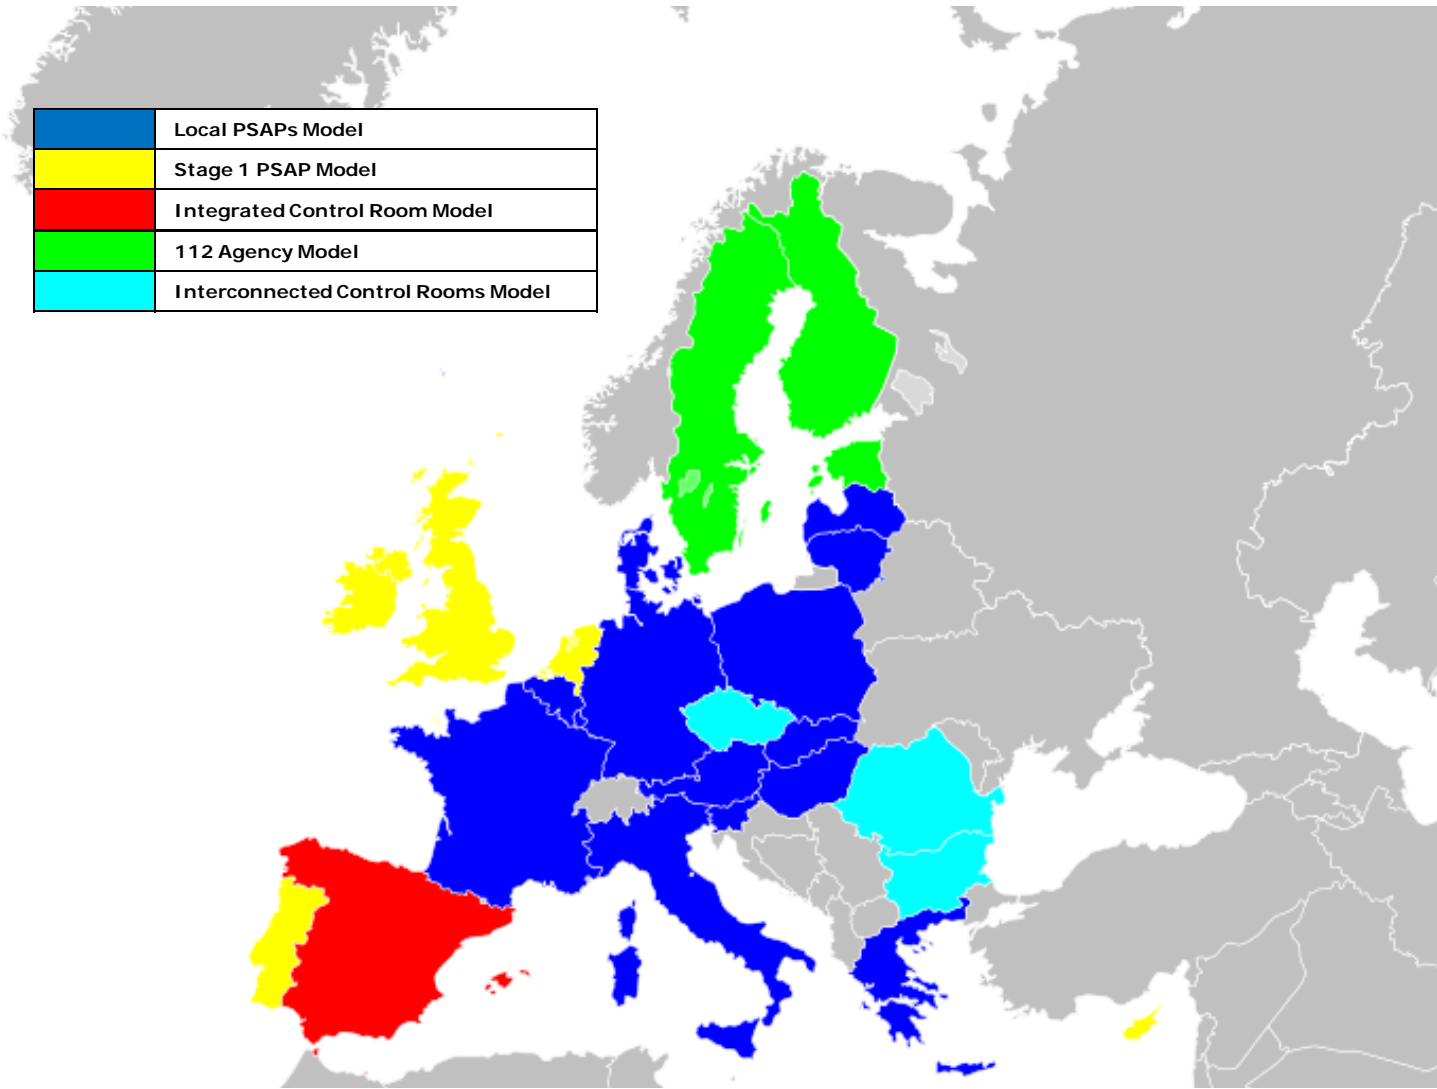 Local PSAPs Model
Stage 1 PSAP Model
Integrated Control Room Model
112 Agency Model
Interconnected Control Rooms Model